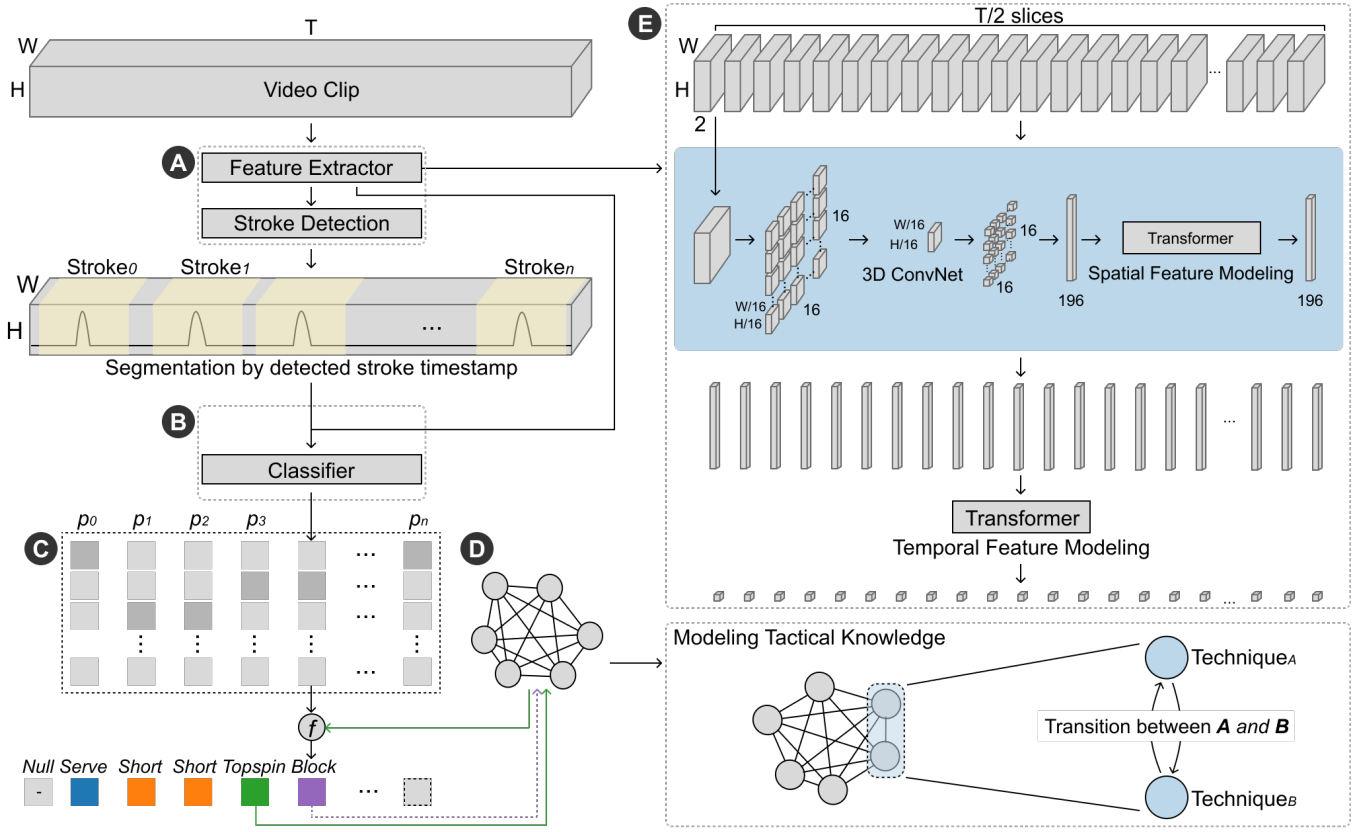 T
W
H
Video Clip
A
Feature Extractor
Stroke Detection
Stroke0
Stroke1
Stroken
W
H
...
Segmentation by detected stroke timestamp
B
Classifier
C
p0
p1
p2
p3
pn
...
...
...
...
D
f
Null
Serve
Short
Short
Topspin
Block
-
...
E
T/2 slices
W
H
...
2
16
W/16
H/16
16
W/16
H/16
3D ConvNet
16
16
196
Transformer
Spatial Feature Modeling
196
...
Transformer
Temporal Feature Modeling
...
Modeling Tactical Knowledge
TechniqueA
Transition between A and B
TechniqueB